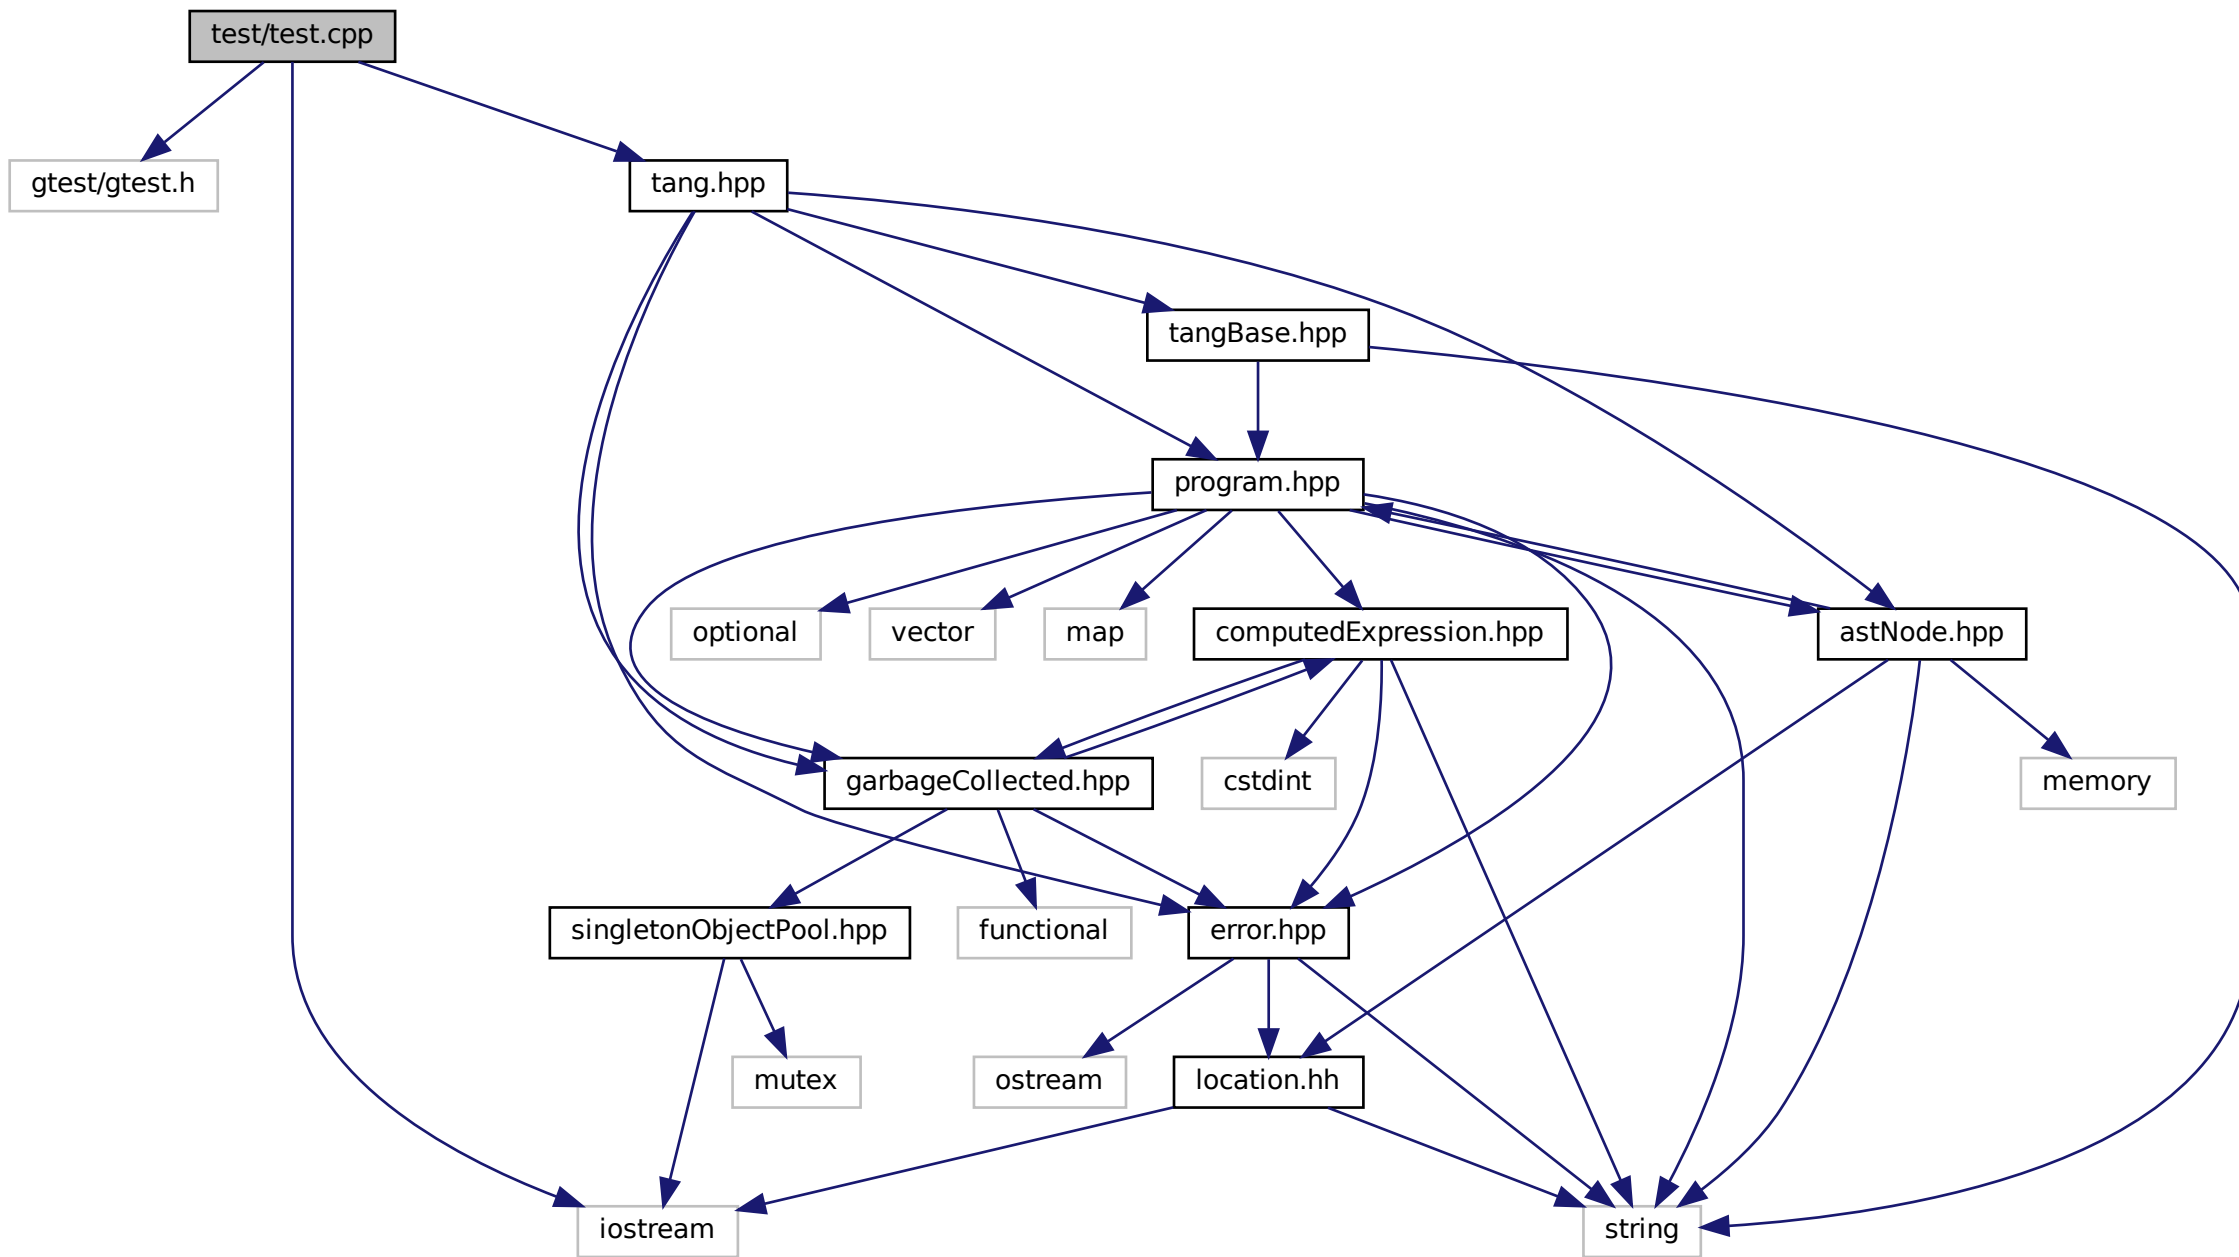 test/test.cpp
gtest/gtest.h
tang.hpp
tangBase.hpp
program.hpp
optional
vector
map
computedExpression.hpp
astNode.hpp
garbageCollected.hpp
cstdint
memory
singletonObjectPool.hpp
functional
error.hpp
mutex
ostream
location.hh
iostream
string